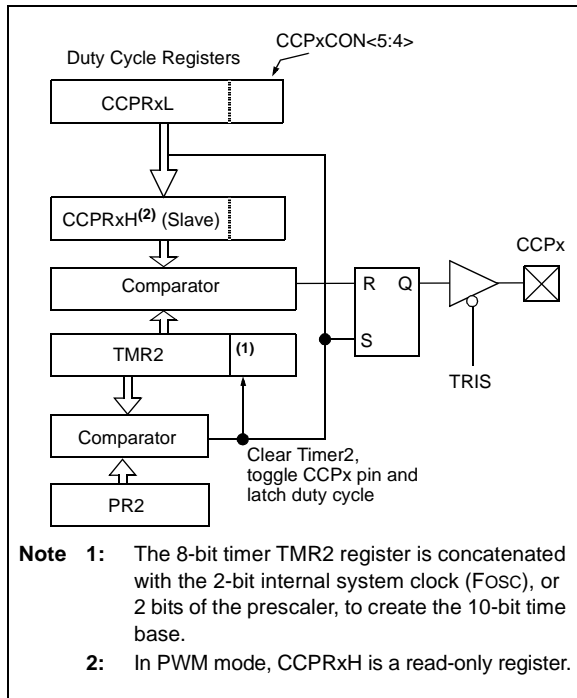 CCPxCON<5:4>
Duty Cycle Registers
CCPRxL
CCPRxH(2) (Slave)
CCPx
Comparator
R Q
S
TMR2 (1)
TRIS
Comparator
Clear Timer2,
toggle CCPx pin and
latch duty cycle
PR2
Note 1: The 8-bit timer TMR2 register is concatenated
with the 2-bit internal system clock (FOSC), or
2 bits of the prescaler, to create the 10-bit time
base.
2: In PWM mode, CCPRxH is a read-only register.